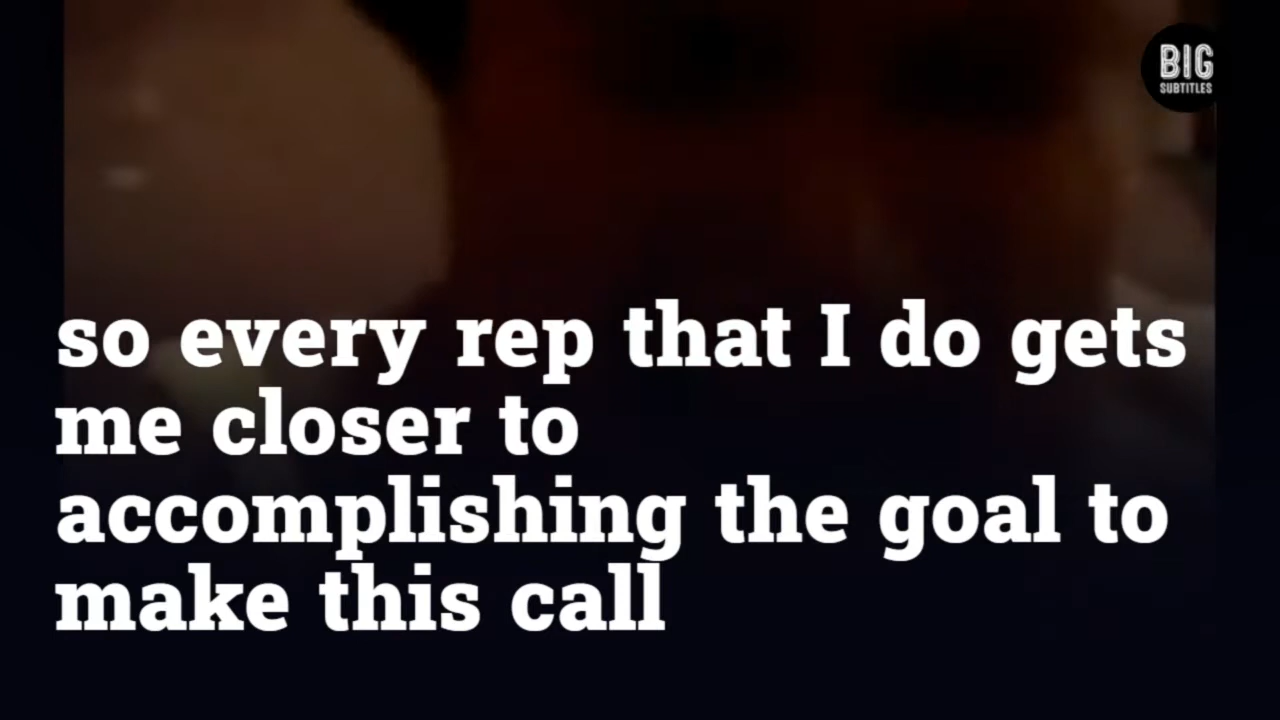 BIG
SUBTITLES
so every rep that I do gets
me closer to
accomplishing the goal to
make this call